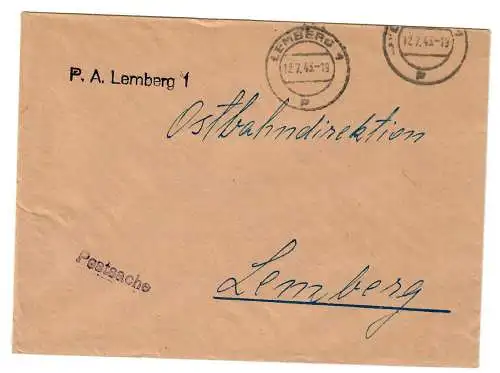 LEMBERG 1
12.7.43-19
P
12.7.43-19
P
P. A. Lemberg 1
Ostbahndirektion
Postsache
Lemberg